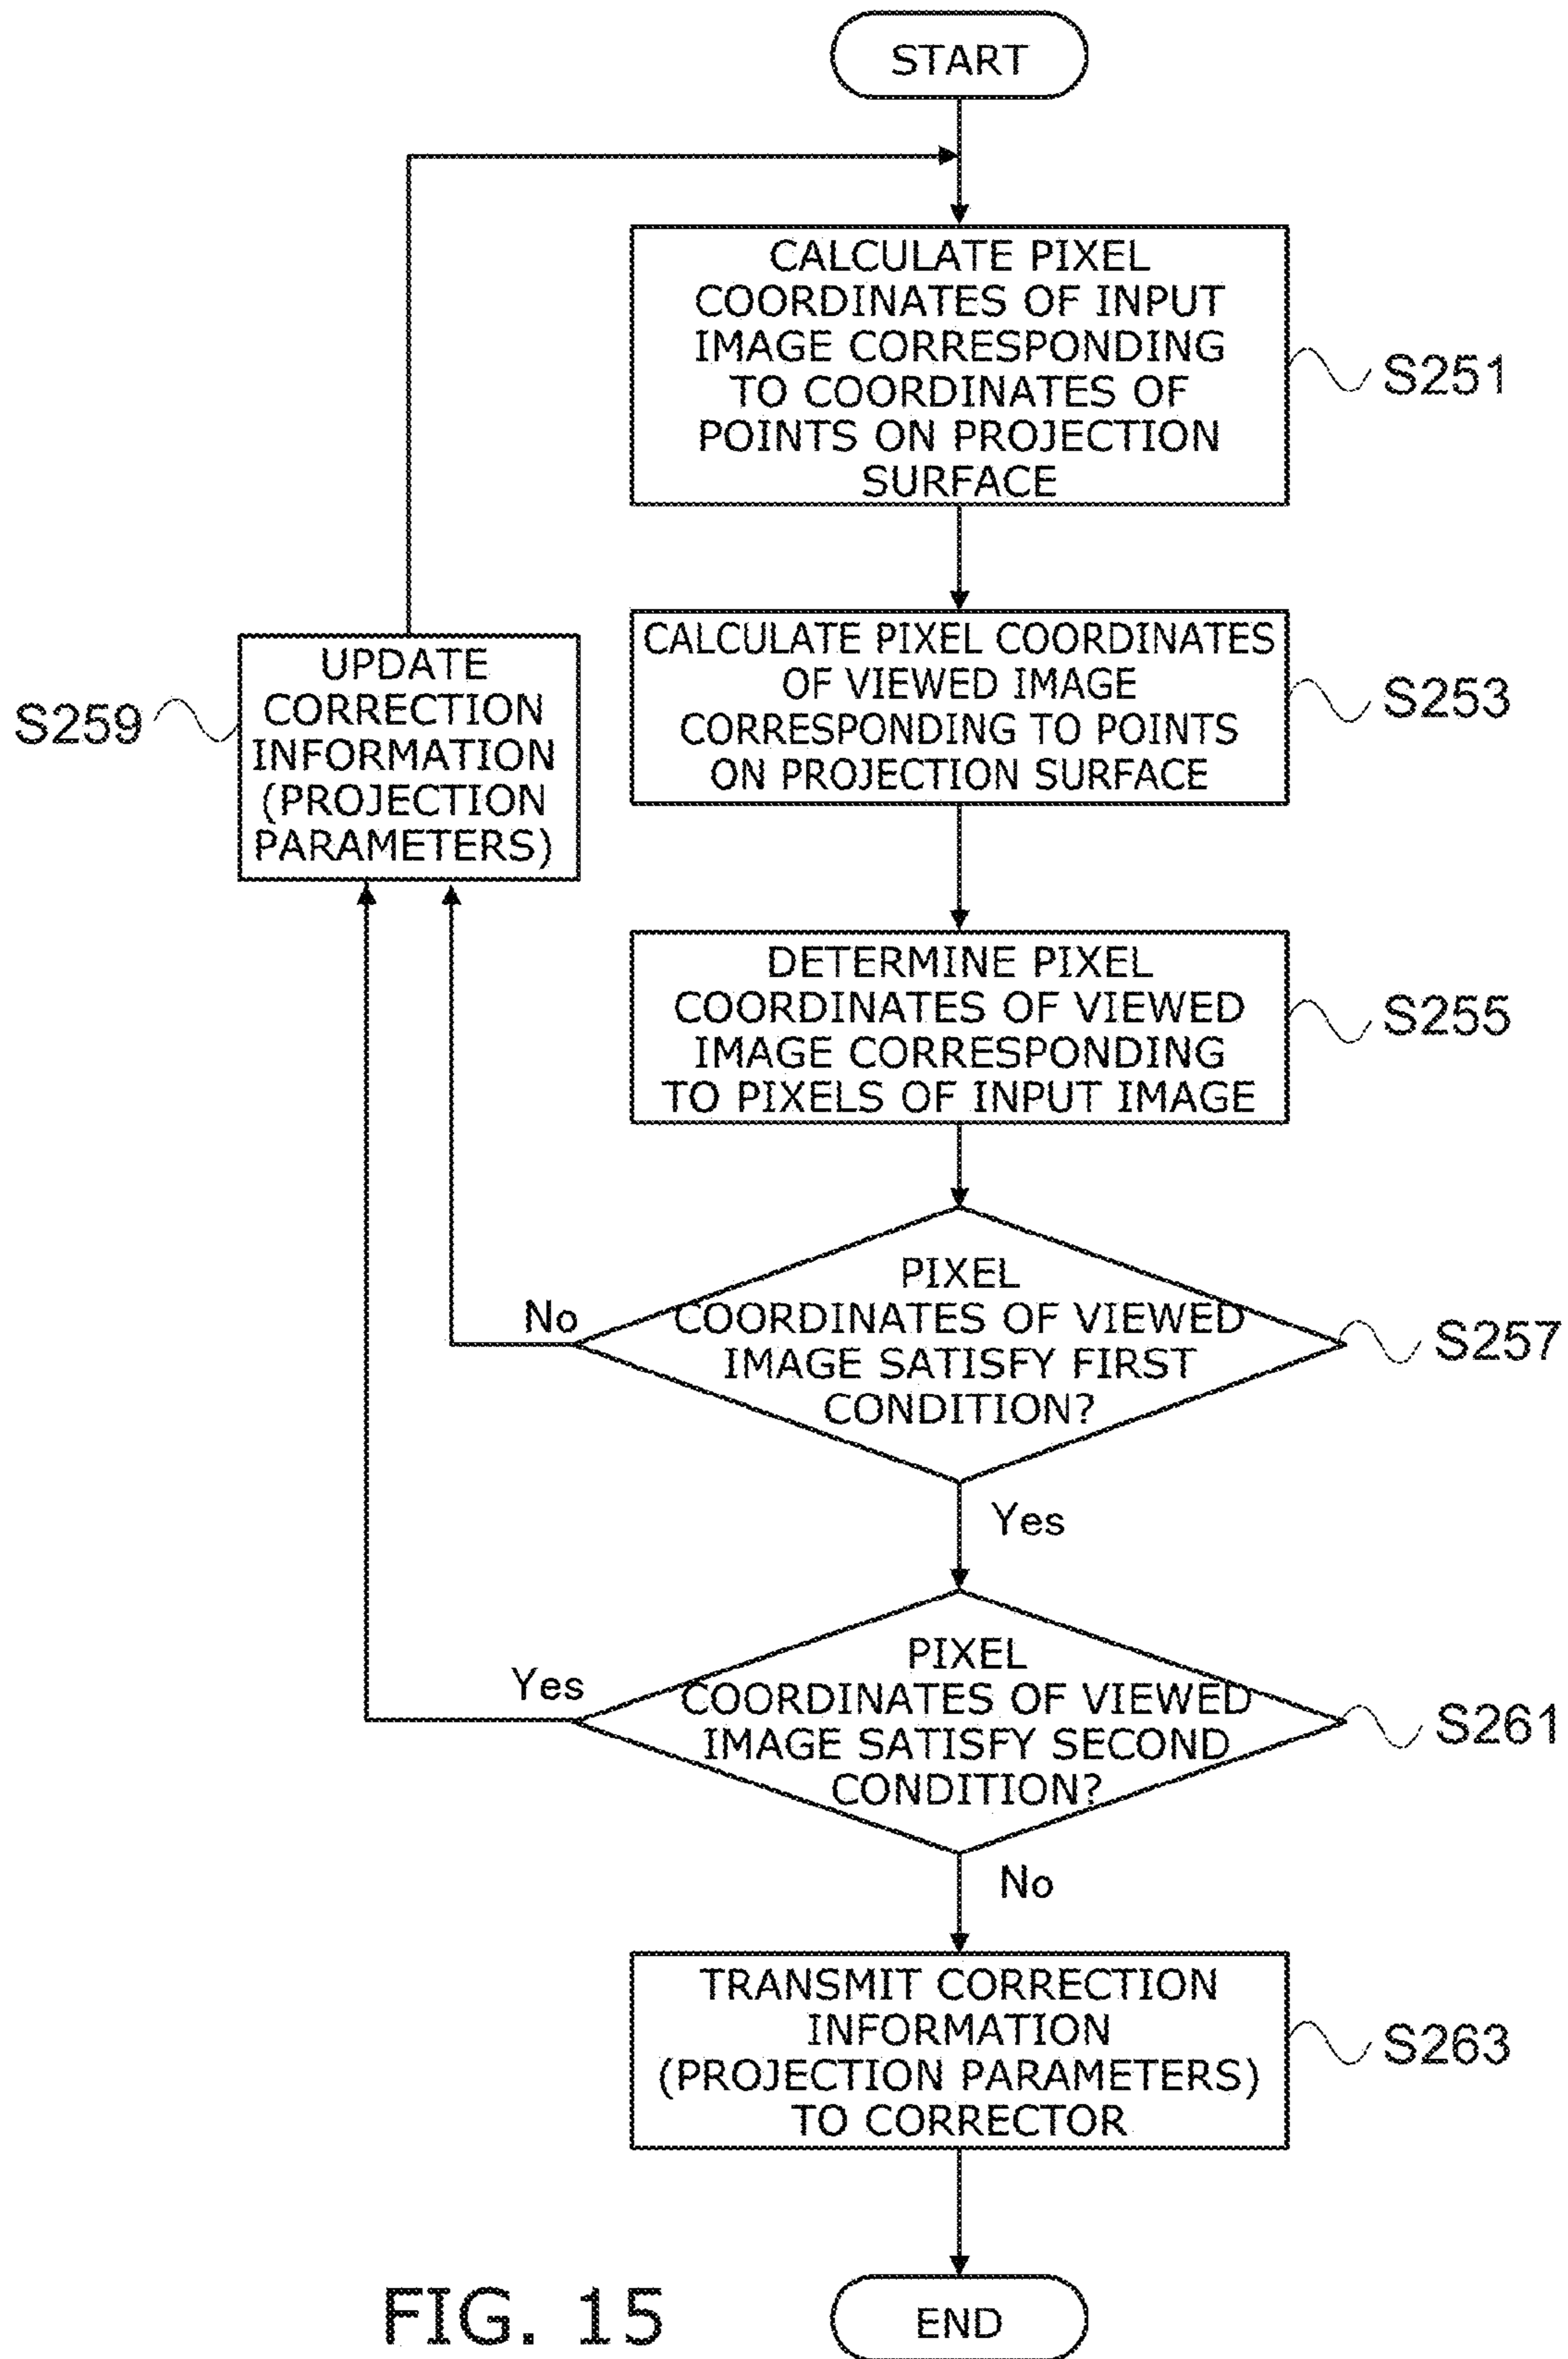 START
CALCULATE PIXEL
COORDINATES OF INPUT
IMAGE CORRESPONDING
TO COORDINATES OF
POINTS ON PROJECTION
SURFACE
S251
CALCULATE PIXEL COORDINATES
OF VIEWED IMAGE
CORRESPONDING TO POINTS
ON PROJECTION SURFACE
S253
UPDATE
CORRECTION
INFORMATION
(PROJECTION
PARAMETERS)
S259
DETERMINE PIXEL
COORDINATES OF VIEWED
IMAGE CORRESPONDING
TO PIXELS OF INPUT IMAGE
S255
PIXEL
COORDINATES OF VIEWED
IMAGE SATISFY FIRST
CONDITION?
S257
No
Yes
PIXEL
COORDINATES OF VIEWED
IMAGE SATISFY SECOND
CONDITION?
S261
Yes
No
TRANSMIT CORRECTION
INFORMATION
(PROJECTION PARAMETERS)
TO CORRECTOR
S263
END
FIG. 15